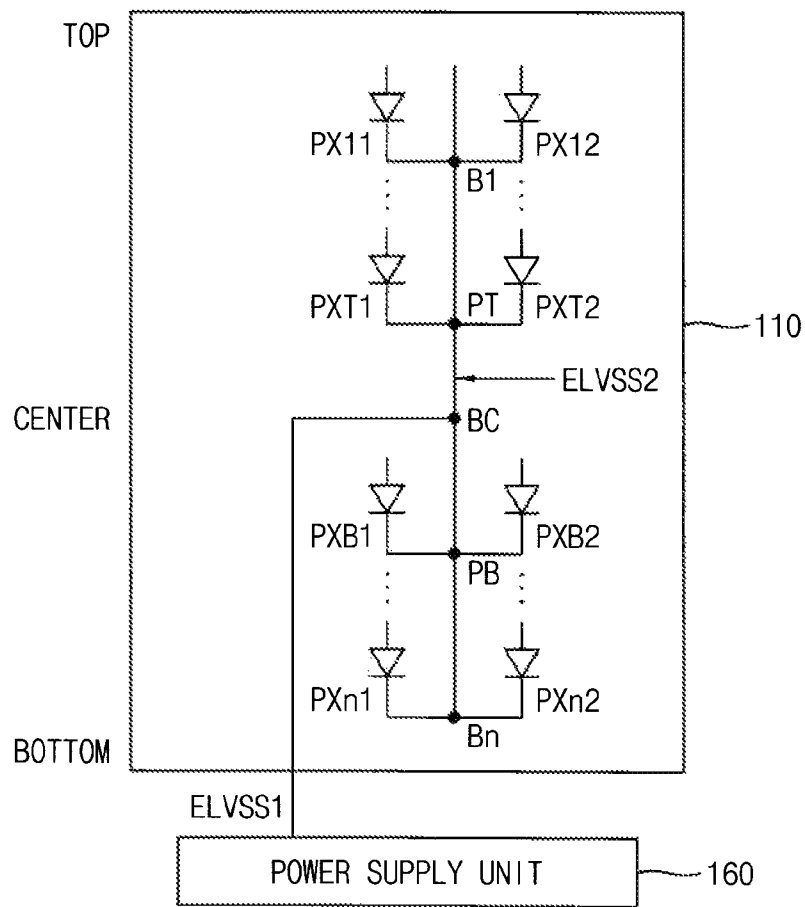 TOP
PX11
PX12
B1
PXT1
PT
PXT2
110
ELVSS2
CENTER
BC
PXB1
PXB2
PB
PXn1
PXn2
Bn
BOTTOM
ELVSS1
POWER SUPPLY UNIT
160